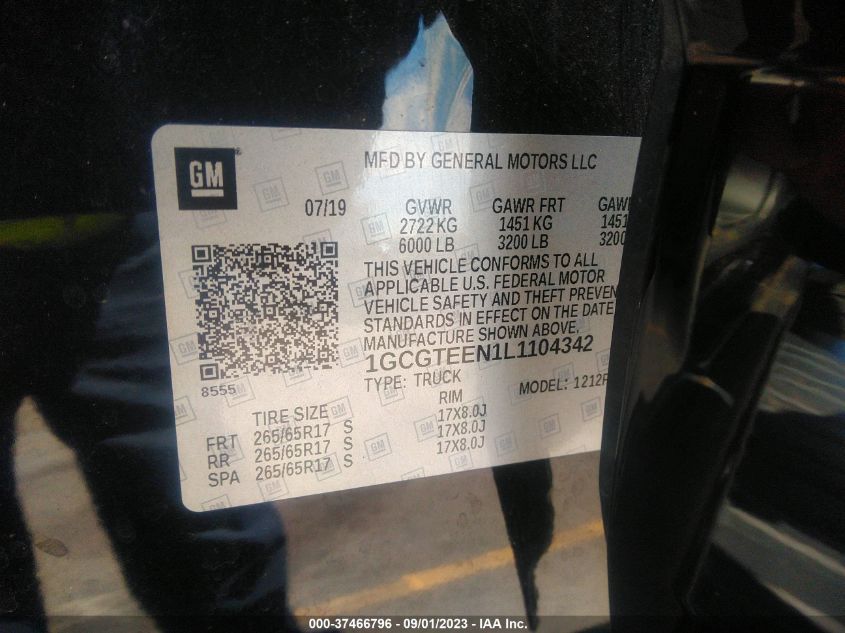 GM
MFD BY GENERAL MOTORS LLC
07/19 GVWR GAWR FRT GAWR
2722 KG 1451 KG 1451
6000 LB 3200 LB 3200
THIS VEHICLE CONFORMS TO ALL
APPLICABLE U.S. FEDERAL MOTOR
VEHICLE SAFETY AND THEFT PREVEN
STANDARDS IN EFFECT ON THE DATE
MANUFACTURE SHOWN ABOVE.
1GCGTEEN1L1104342
8555
TYPE: TRUCK MODEL: 1212
TIRE SIZE RIM
FRT 265/65R17 S 17X8.0J
RR 265/65R17 S 17X8.0J
SPA 265/65R17 S 17X8.0J
000-37466796 - 09/01/2023 - IAA Inc.